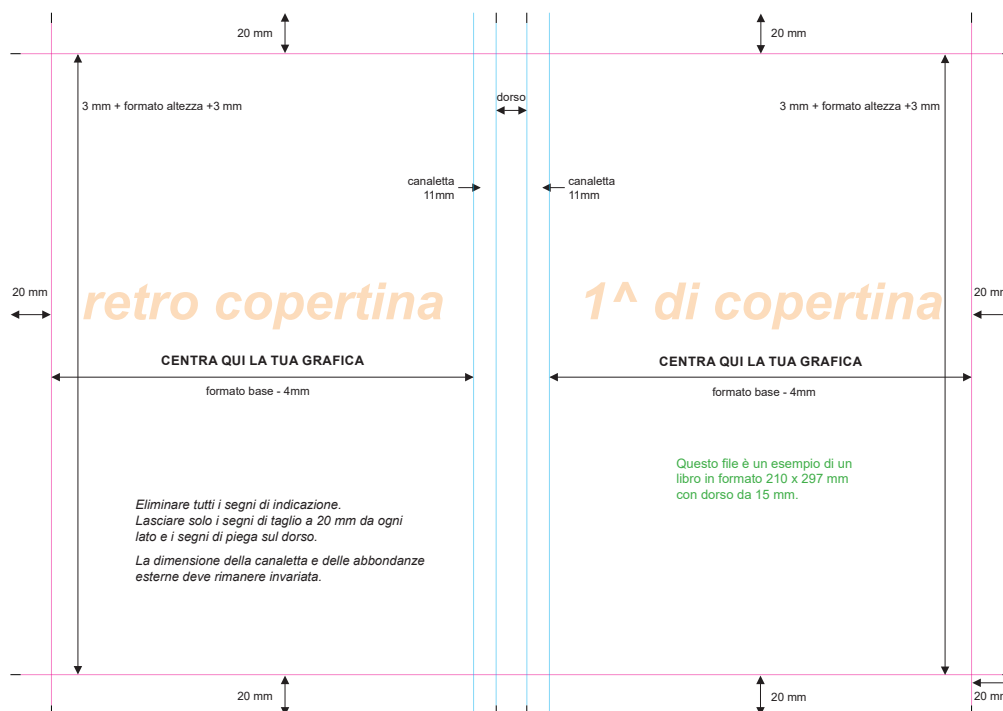 20 mm
20 mm
3 mm + formato altezza +3 mm
dorso
3 mm + formato altezza +3 mm
canaletta
11mm
canaletta
11mm
20 mm
retro copertina
1^ di copertina
20 mm
CENTRA QUI LA TUA GRAFICA
CENTRA QUI LA TUA GRAFICA
formato base - 4mm
formato base - 4mm
Questo file è un esempio di un
libro in formato 210 x 297 mm
con dorso da 15 mm.
Eliminare tutti i segni di indicazione.
Lasciare solo i segni di taglio a 20 mm da ogni
lato e i segni di piega sul dorso.
La dimensione della canaletta e delle abbondanze
esterne deve rimanere invariata.
20 mm
20 mm
20 mm